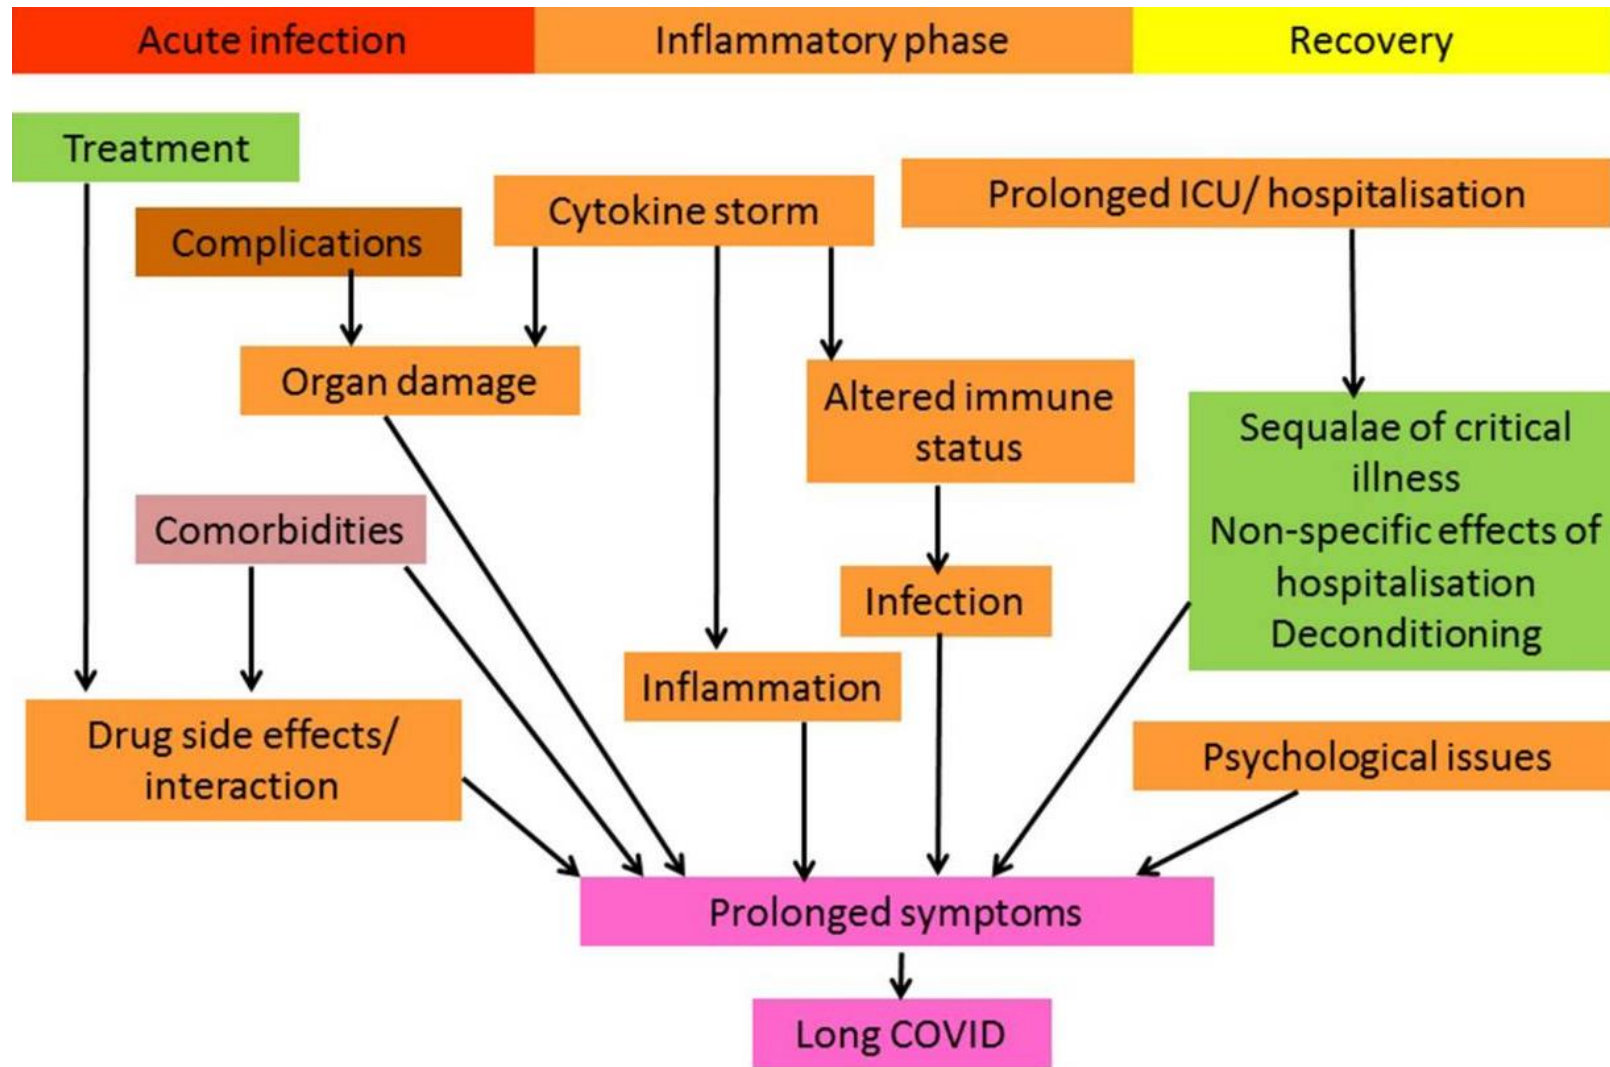 Acute infection
Inflammatory phase
Recovery
Treatment
Complications
Cytokine storm
Prolonged ICU/ hospitalisation
Organ damage
Altered immune
status
Sequalae of critical
illness
Non-specific effects of
hospitalisation
Deconditioning
Comorbidities
Infection
Inflammation
Drug side effects/
interaction
Psychological issues
Prolonged symptoms
Long COVID